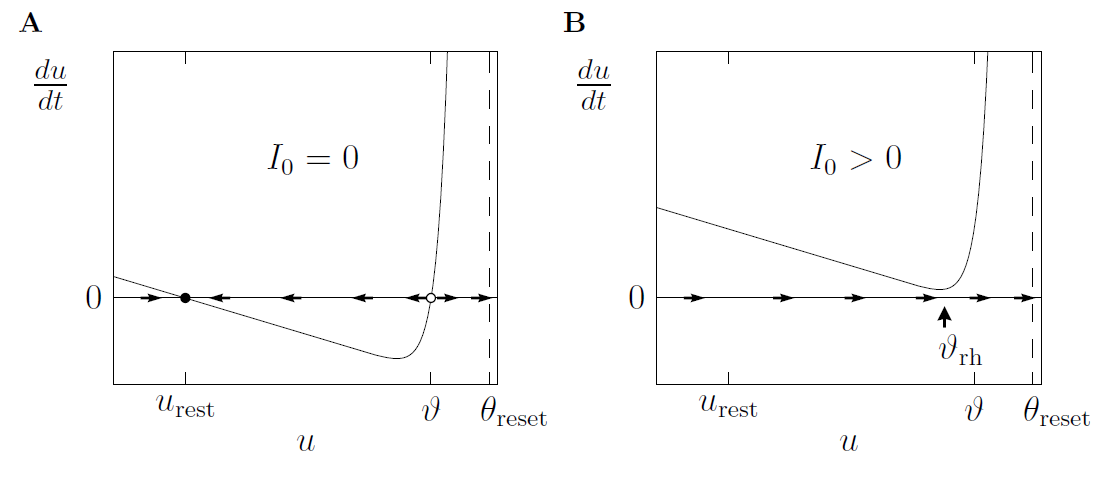 A
du
dt
I₀ = 0
0
u_rest
ϑ
θ_reset
u
B
du
dt
I₀ > 0
0
ϑ_rh
u_rest
ϑ
θ_reset
u